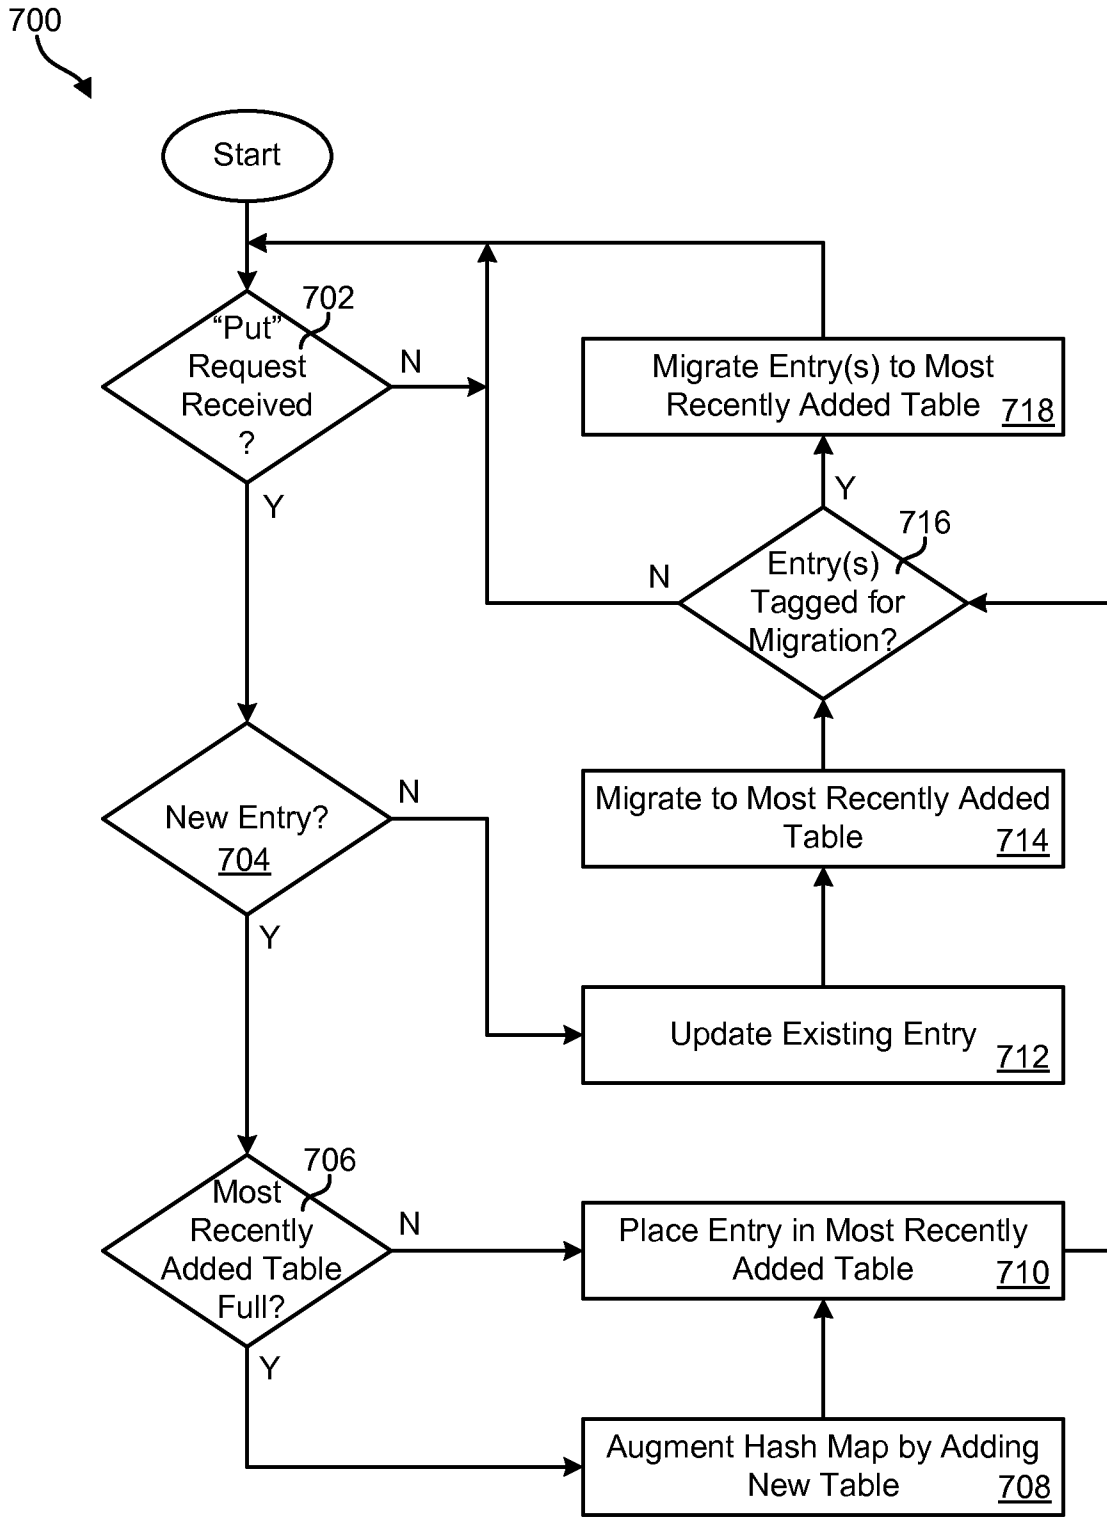 700
Start
702
“Put”
Request
Received
?
N
Y
Migrate Entry(s) to Most
Recently Added Table 718
Y
716
Entry(s)
Tagged for
Migration?
N
New Entry?
704
N
Y
Migrate to Most Recently Added
Table 714
Update Existing Entry
712
706
Most
Recently
Added Table
Full?
N
Y
Place Entry in Most Recently
Added Table 710
Augment Hash Map by Adding
New Table 708